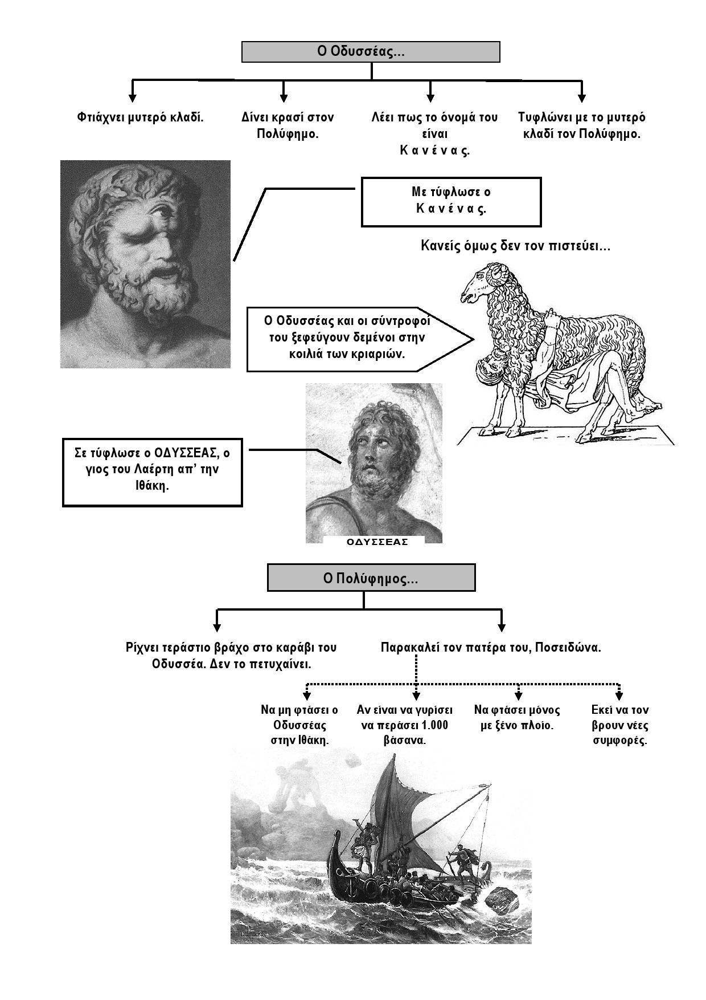 Ο Οδυσσέας...
Φτιάχνει μυτερό κλαδί.
Δίνει κρασί στον
Πολύφημο.
Λέει πως το όνομά του
είναι
Κ α ν έ ν α ς.
Τυφλώνει με το μυτερό
κλαδί τον Πολύφημο.
Με τύφλωσε ο
Κ α ν έ ν α ς.
Κανείς όμως δεν τον πιστεύει...
Ο Οδυσσέας και οι σύντροφοί
του ξεφεύγουν δεμένοι στην
κοιλιά των κριαριών.
Σε τύφλωσε ο ΟΔΥΣΣΕΑΣ, ο
γιος του Λαέρτη απ’ την
Ιθάκη.
ΟΔΥΣΣΕΑΣ
Ο Πολύφημος...
Ρίχνει τεράστιο βράχο στο καράβι του
Οδυσσέα. Δεν το πετυχαίνει.
Παρακαλεί τον πατέρα του, Ποσειδώνα.
Να μη φτάσει ο
Οδυσσέας
στην Ιθάκη.
Αν είναι να γυρίσει
να περάσει 1.000
βάσανα.
Να φτάσει μόνος
με ξένο πλοίο.
Εκεί να τον
βρουν νέες
συμφορές.